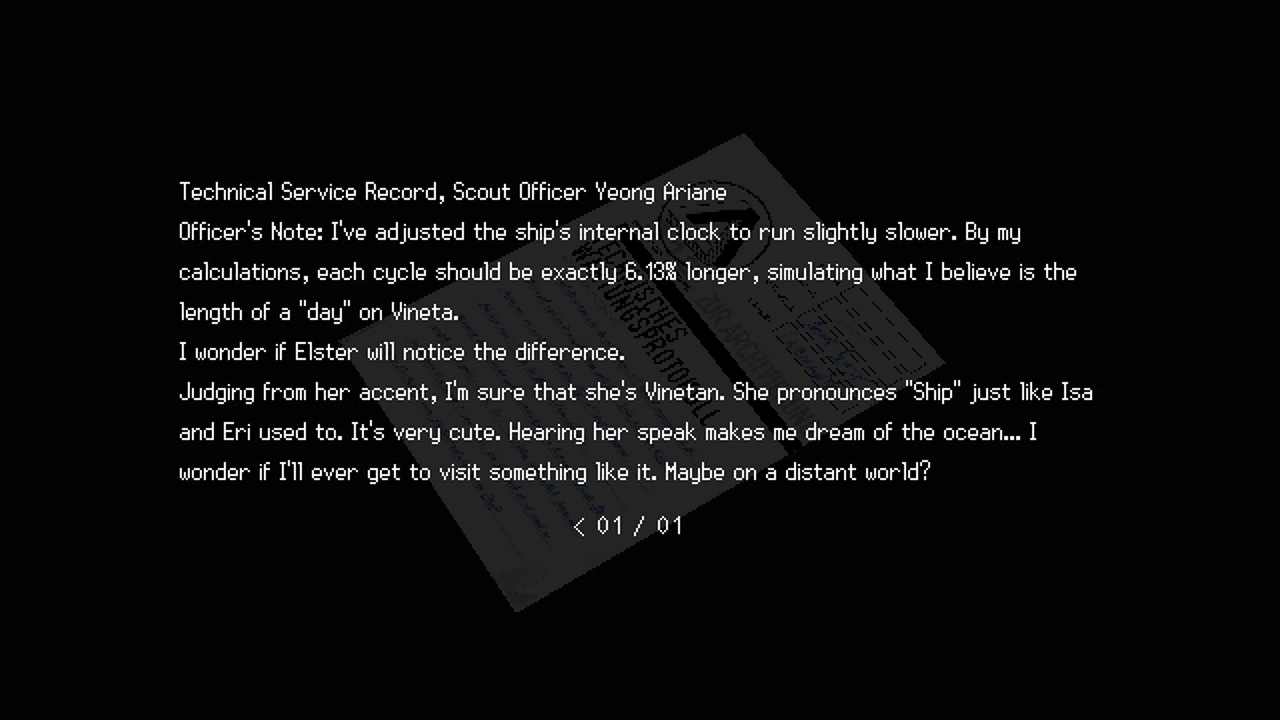 Technical Service Record, Scout Officer Yeong Ariane
Officer's Note: I've adjusted the ship's internal clock to run slightly slower. By my
calculations, each cycle should be exactly 6.13% longer, simulating what I believe is the
length of a "day" on Vineta.
I wonder if Elster will notice the difference.
Judging from her accent, I'm sure that she's Vinetan. She pronounces "Ship" just like Isa
and Eri used to. It's very cute. Hearing her speak makes me dream of the ocean... I
wonder if I'll ever get to visit something like it. Maybe on a distant world?
< 01 / 01